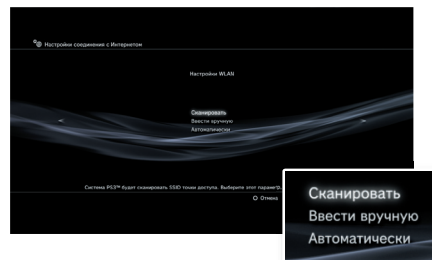 Настройки соединения с Интернетом
Настройки WLAN
Сканировать
Ввести вручную
Автоматически
Система PS3™ будет сканировать SSID точки доступа. Выберите этот парамет
Отмена
Сканировать
Ввести вручную
Автоматически